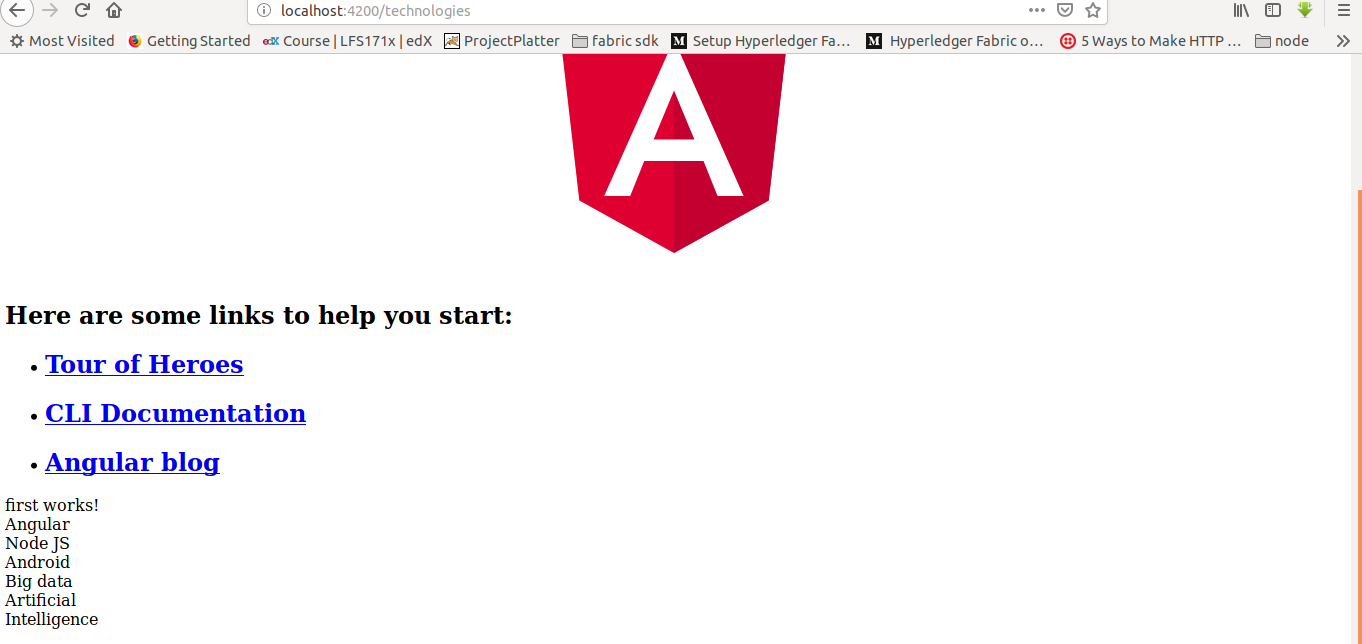 localhost:4200/technologies
Most Visited Getting Started edX Course | LFS171x | edX ProjectPlatter fabric sdk M Setup Hyperledger Fa... M Hyperledger Fabric o... 5 Ways to Make HTTP ... node
A
Here are some links to help you start:
Tour of Heroes
CLI Documentation
Angular blog
first works!
Angular
Node JS
Android
Big data
Artificial
Intelligence